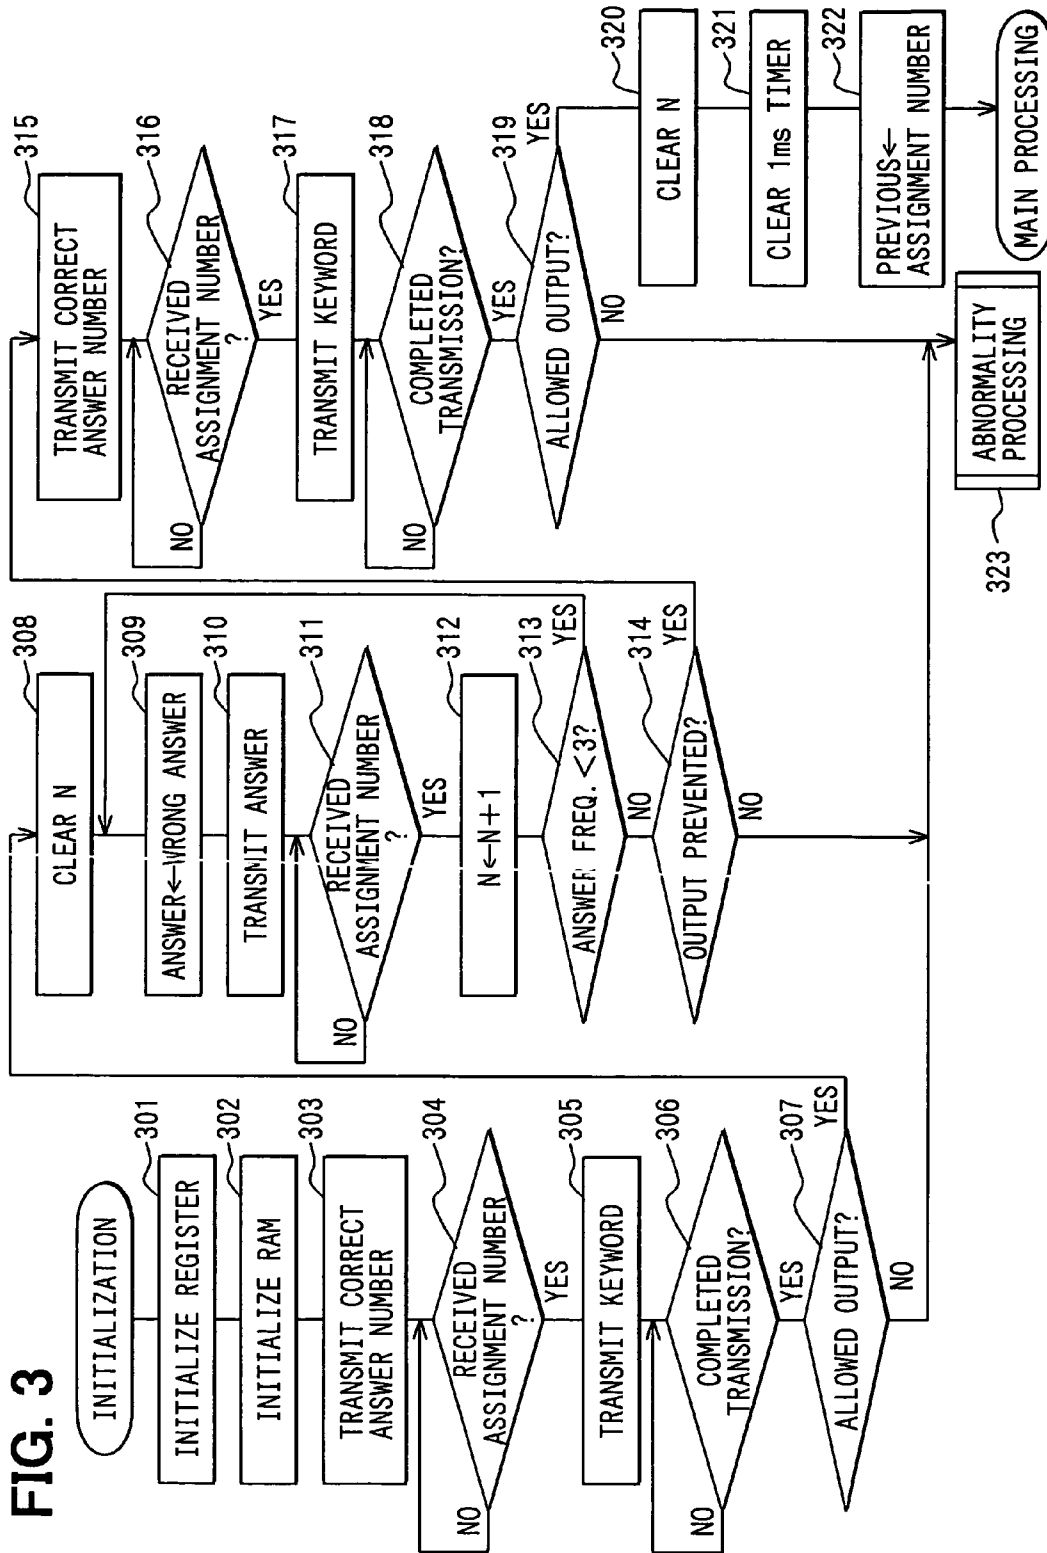 FIG. 3
INITIALIZATION
301
INITIALIZE REGISTER
302
INITIALIZE RAM
303
TRANSMIT CORRECT
ANSWER NUMBER
304
RECEIVED
ASSIGNMENT NUMBER
?
NO
YES
305
TRANSMIT KEYWORD
306
COMPLETED
TRANSMISSION?
NO
YES
307
ALLOWED OUTPUT?
YES
NO
308
CLEAR N
309
ANSWER←WRONG ANSWER
310
TRANSMIT ANSWER
311
RECEIVED
ASSIGNMENT NUMBER
?
NO
YES
312
N←N+1
313
ANSWER FREQ. <3?
YES
NO
314
OUTPUT PREVENTED?
YES
NO
315
TRANSMIT CORRECT
ANSWER NUMBER
316
RECEIVED
ASSIGNMENT NUMBER
?
NO
YES
317
TRANSMIT KEYWORD
318
COMPLETED
TRANSMISSION?
NO
YES
319
ALLOWED OUTPUT?
YES
NO
320
CLEAR N
321
CLEAR 1ms TIMER
322
PREVIOUS←
ASSIGNMENT NUMBER
MAIN PROCESSING
323
ABNORMALITY
PROCESSING